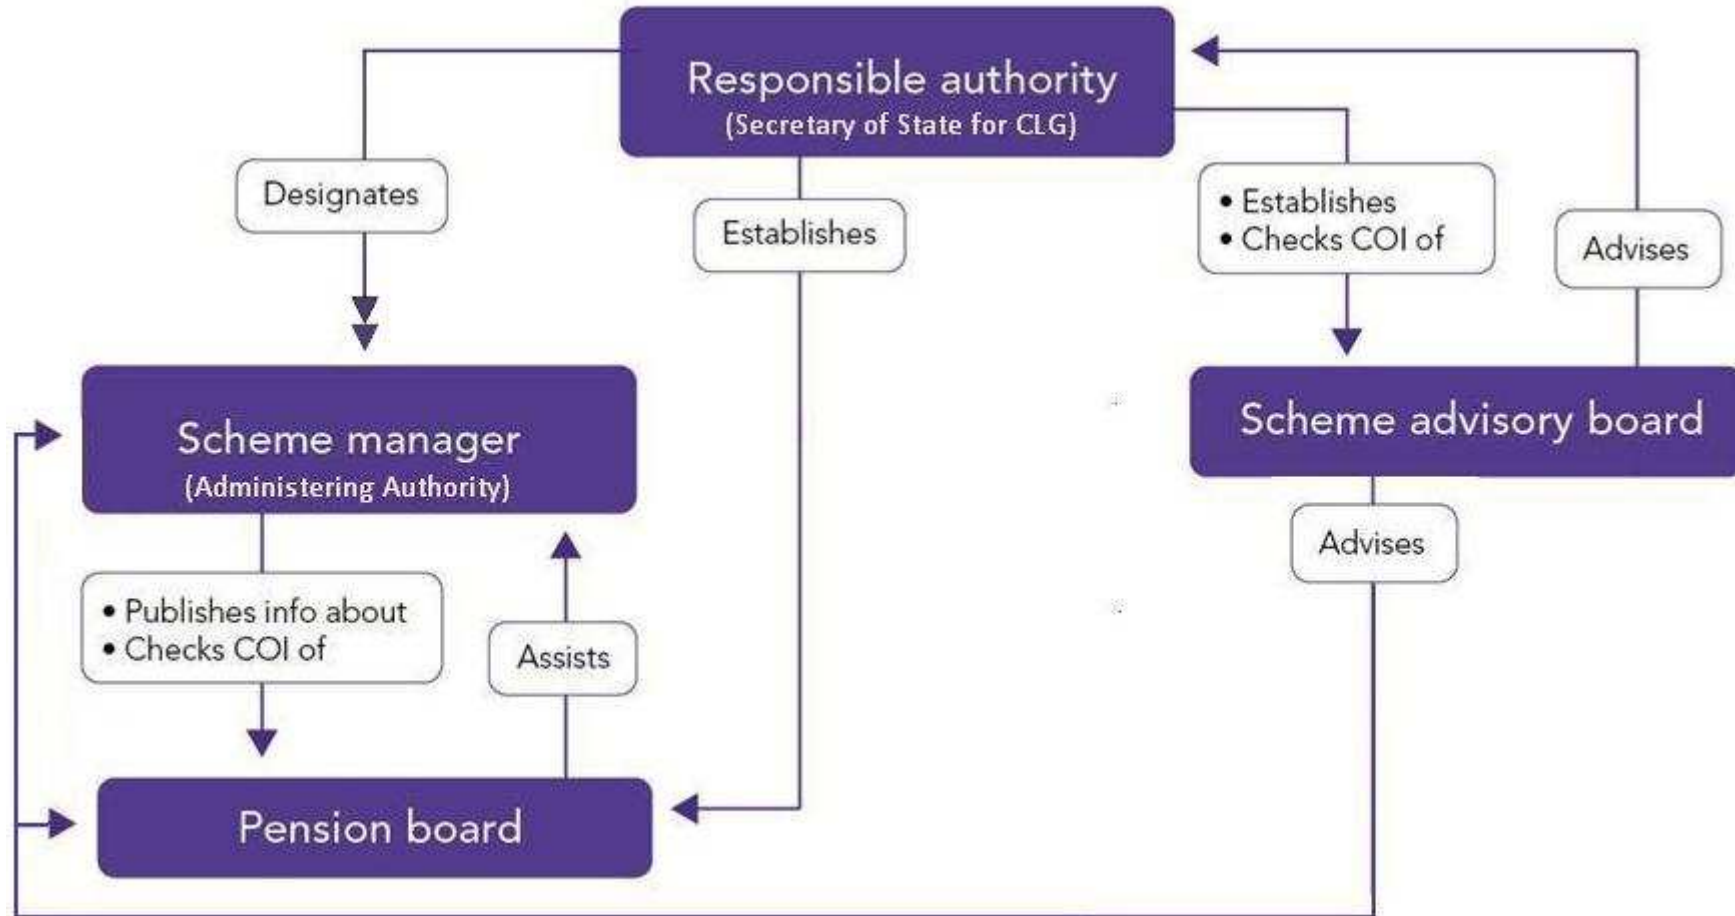 Responsible authority
(Secretary of State for CLG)
Designates
Establishes
• Establishes
• Checks COI of
Advises
Scheme manager
(Administering Authority)
Scheme advisory board
Advises
• Publishes info about
• Checks COI of
Assists
Pension board